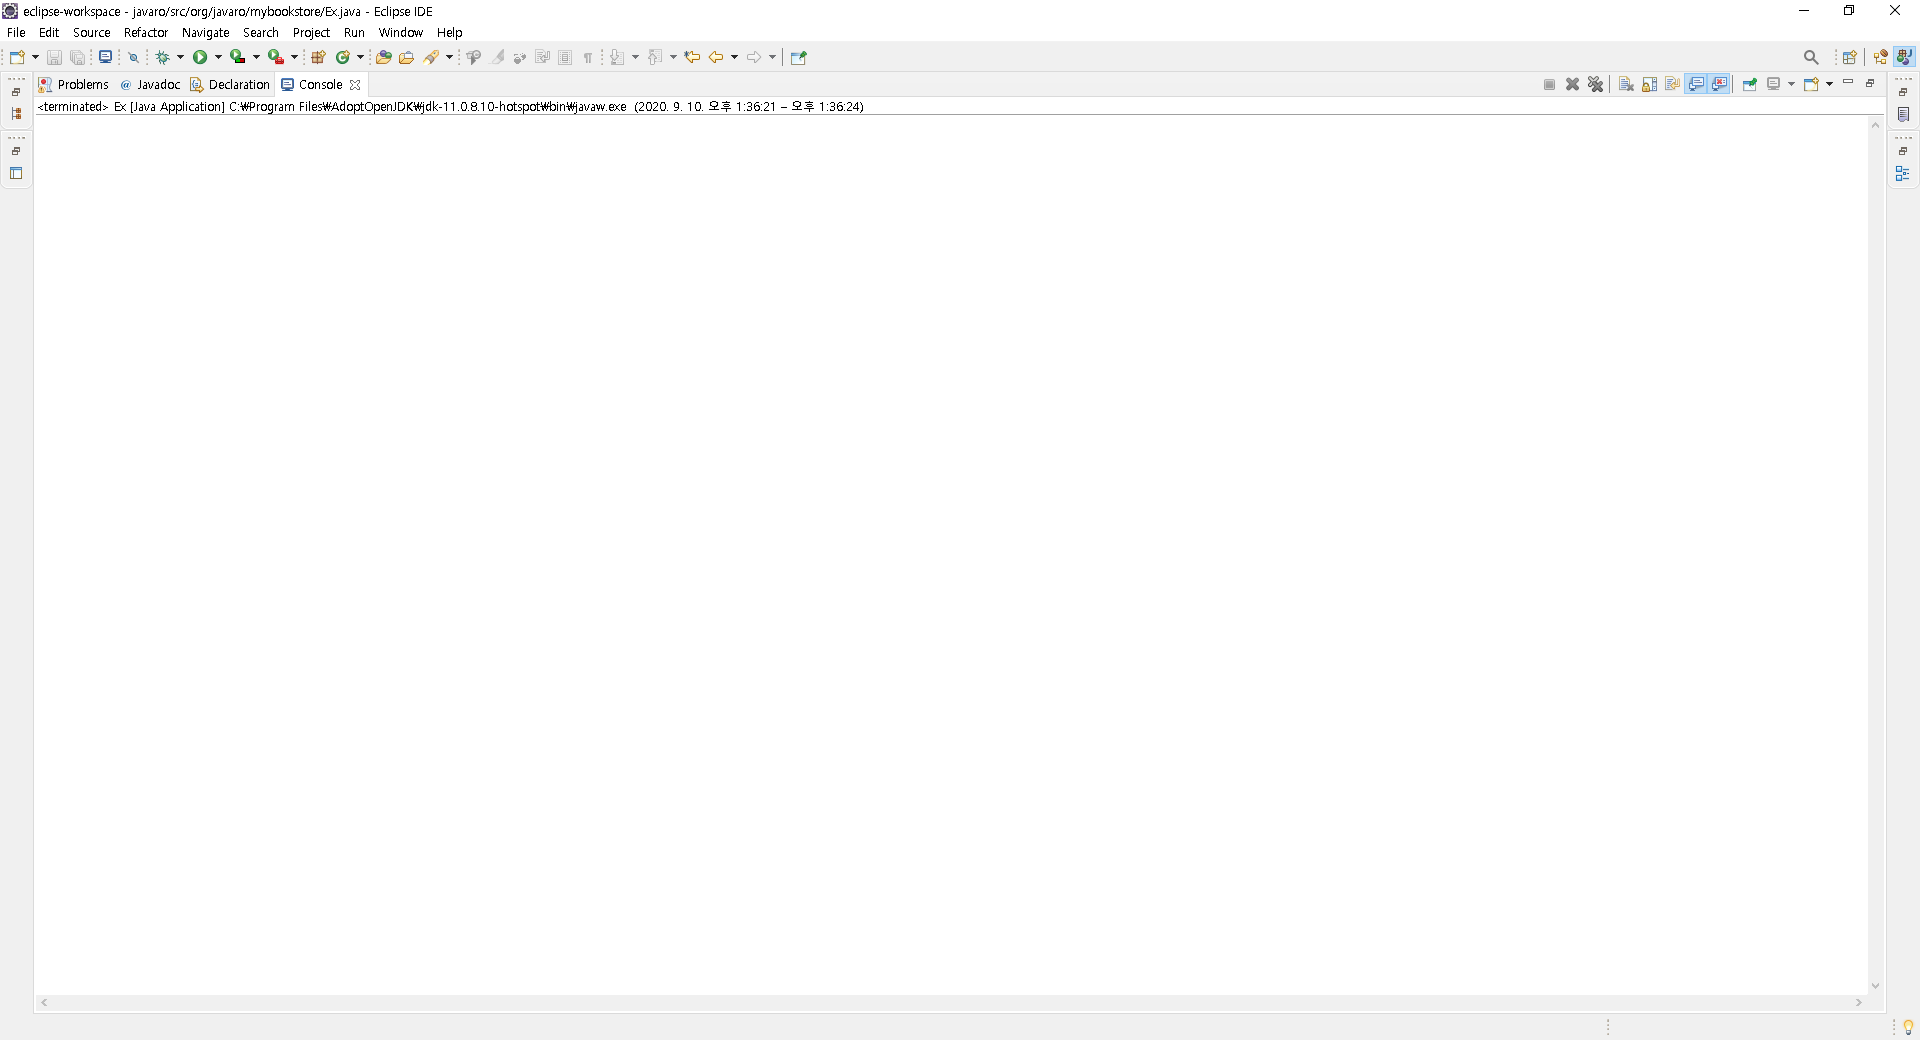 eclipse-workspace - javaro/src/org/javaro/mybookstore/Ex.java - Eclipse IDE
File Edit Source Refactor Navigate Search Project Run Window Help
Problems @ Javadoc Declaration Console
<terminated> Ex [Java Application] C:₩Program Files₩AdoptOpenJDK₩jdk-11.0.8.10-hotspot₩bin₩javaw.exe (2020. 9. 10. 오후 1:36:21 – 오후 1:36:24)